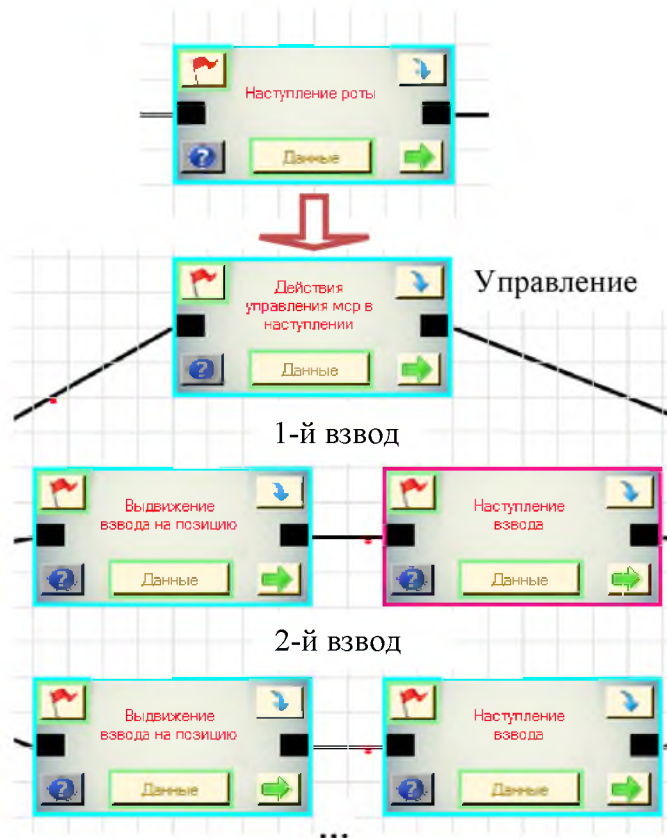 Наступление роты
Данные
Действия
управления мср в
наступлении
Управление
Данные
1-й взвод
Выдвижение
взвода на позицию
Наступление
взвода
Данные
Данные
2-й взвод
Выдвижение
взвода на позицию
Наступление
взвода
Данные
Данные
...